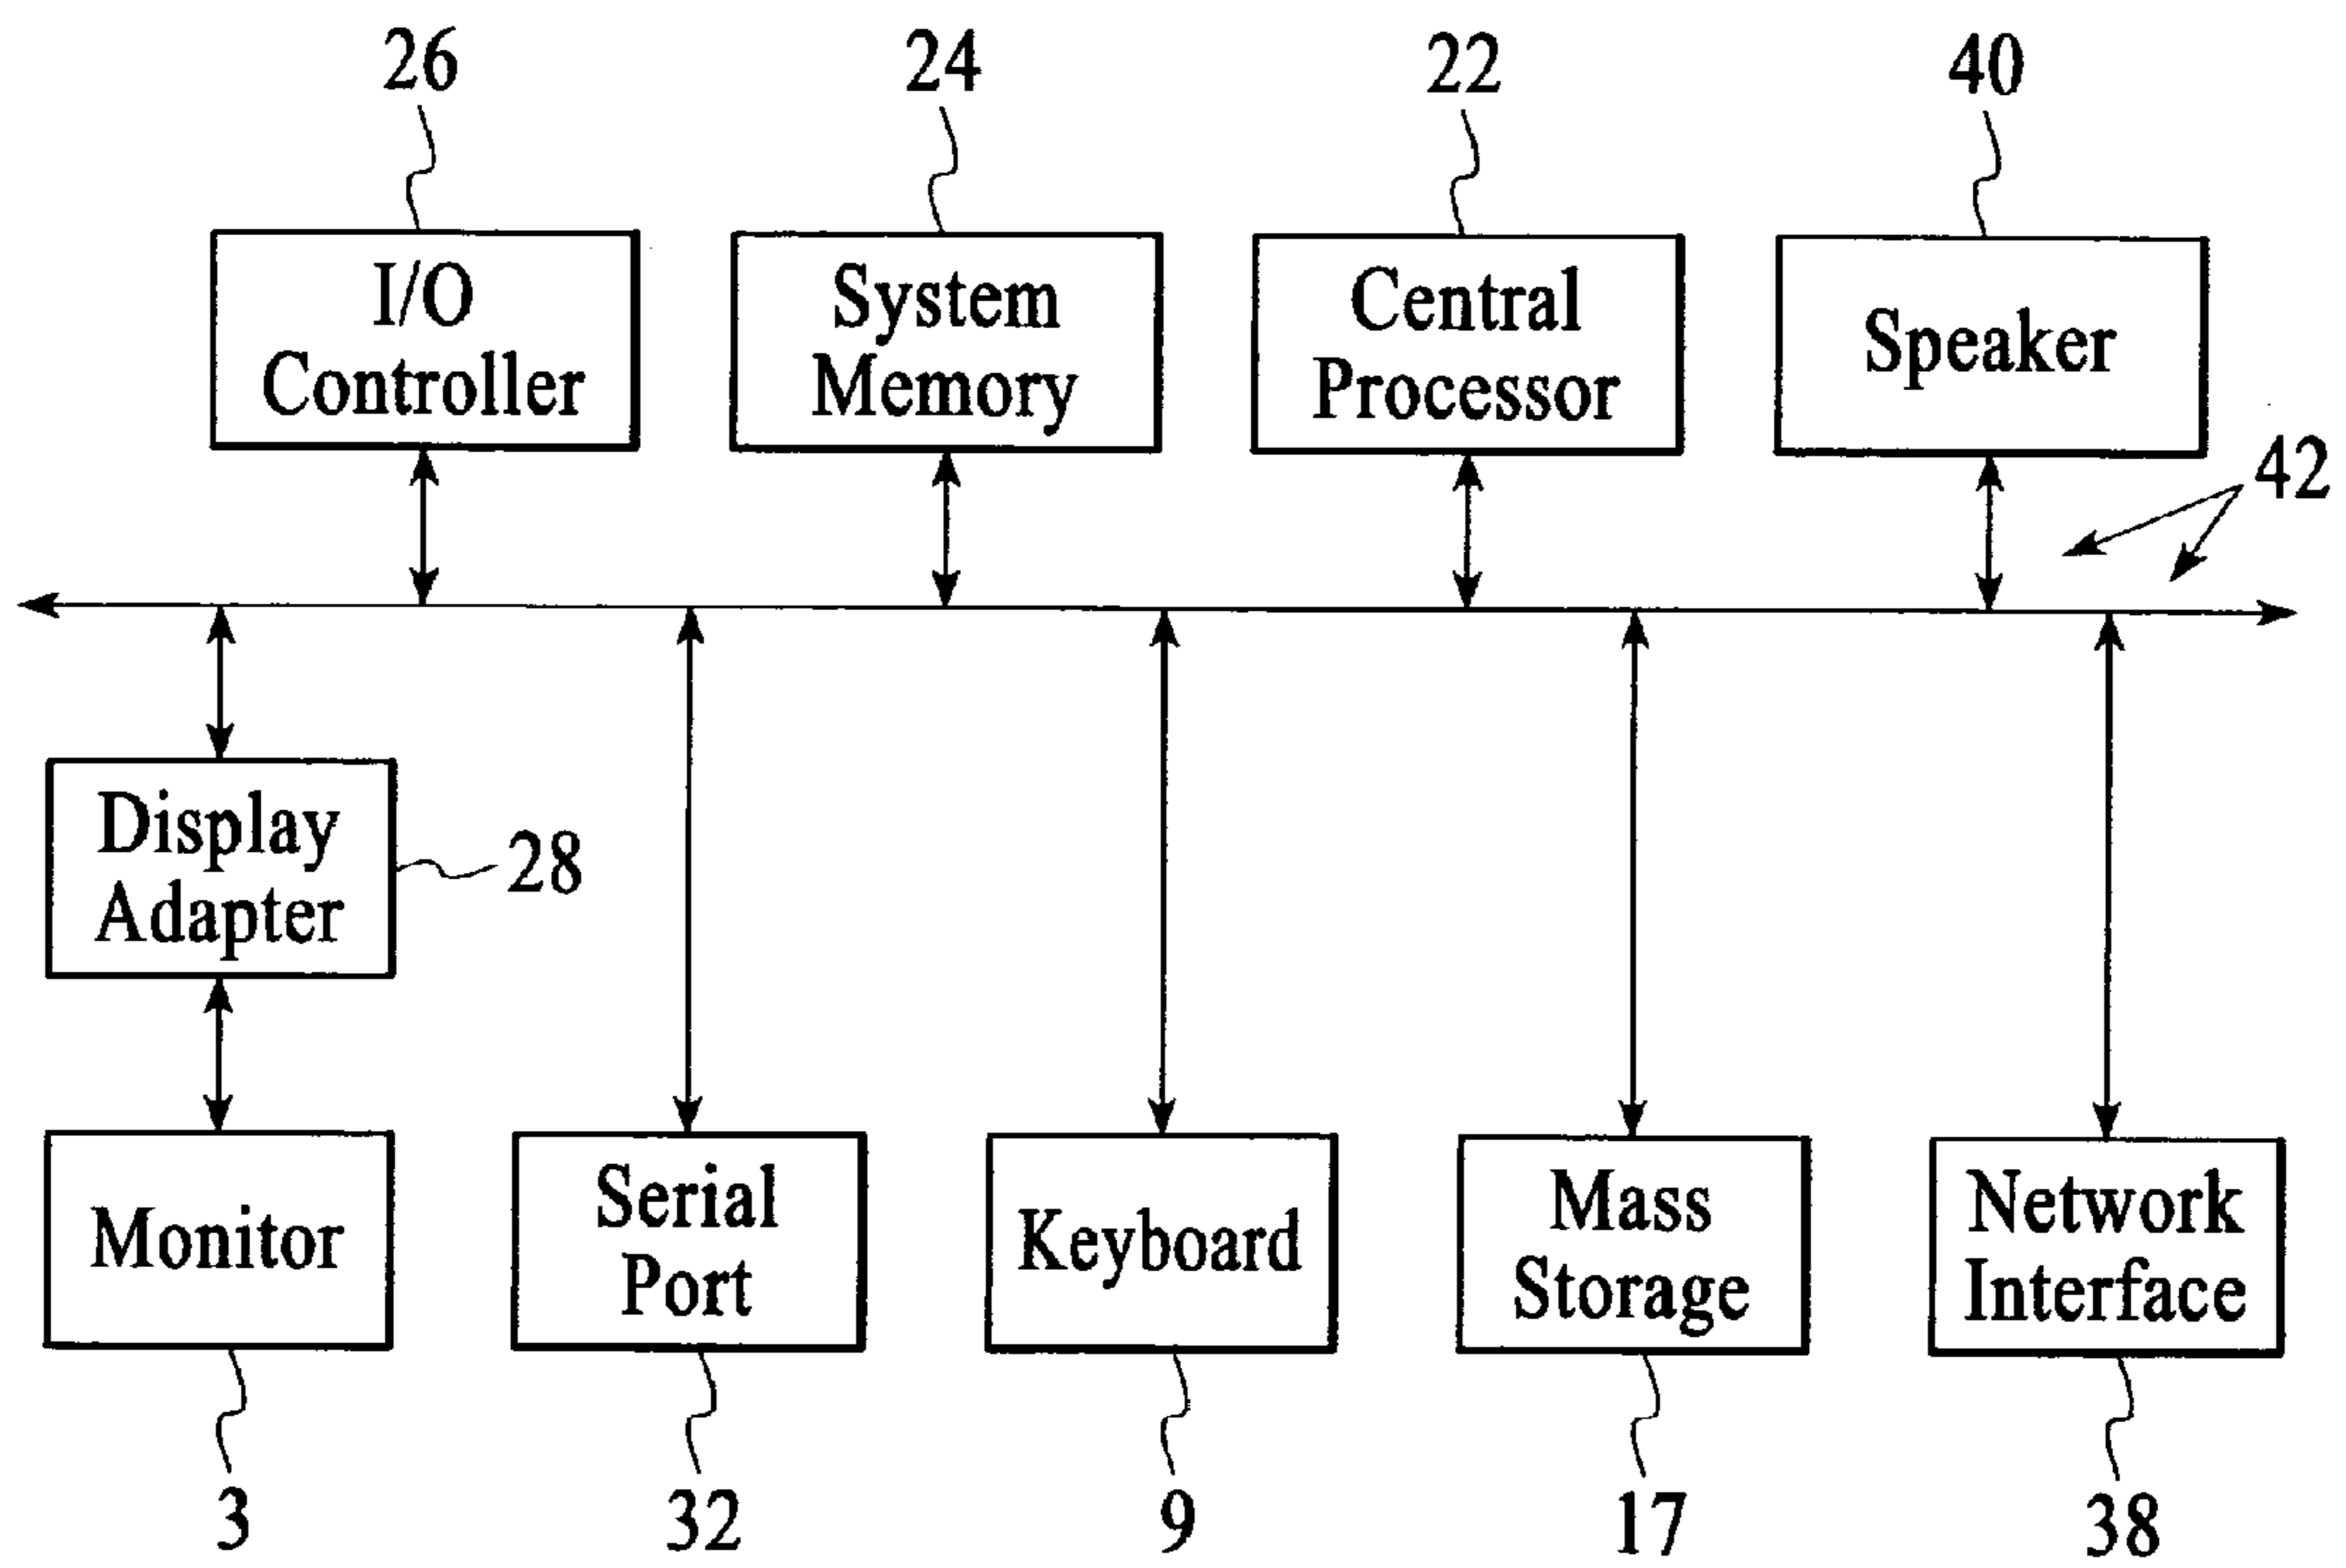 26
24
22
40
I/O
Controller
System
Memory
Central
Processor
Speaker
42
Display
Adapter
28
Monitor
Serial
Port
Keyboard
Mass
Storage
Network
Interface
3
32
9
17
38